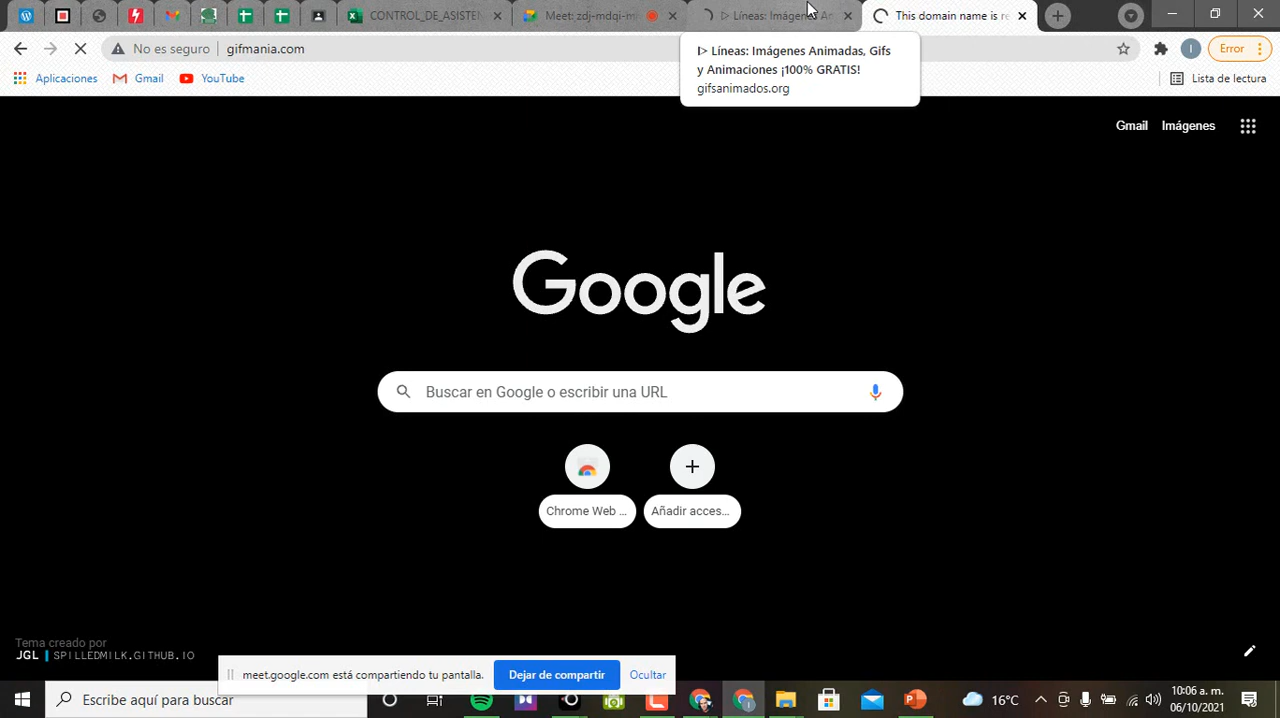 CONTROL_DE_ASISTEN
Meet: zdj-mdqi-m
Líneas: Imágenes An
This domain name is re
No es seguro
gifmania.com
Error
Líneas: Imágenes Animadas, Gifs
y Animaciones ¡100% GRATIS!
gifsanimados.org
Aplicaciones
Gmail
YouTube
Lista de lectura
Gmail
Imágenes
Google
Buscar en Google o escribir una URL
Chrome Web ...
Añadir acces...
Tema creado por
JGL | SPILLEDMILK.GITHUB.IO
meet.google.com está compartiendo tu pantalla.
Dejar de compartir
Ocultar
Escribe aquí para buscar
16°C
10:06 a. m.
06/10/2021